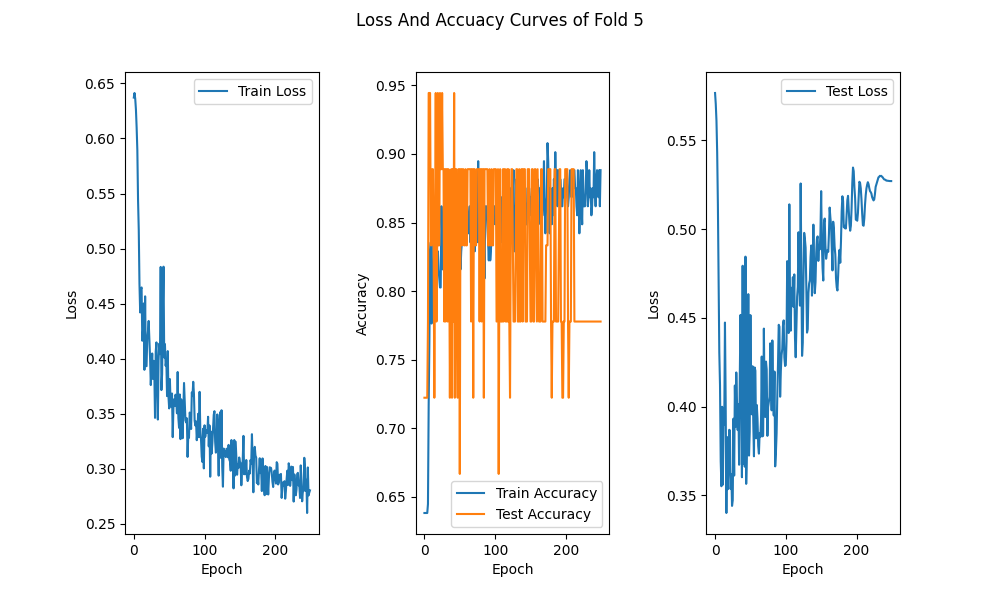 Loss And Accuacy Curves of Fold 5
0.65
0.60
0.55
0.50
0.45
0.40
0.35
0.30
0.25
Loss
0
100
200
Epoch
Train Loss
0.95
0.90
0.85
0.80
0.75
0.70
0.65
Accuracy
0
100
200
Epoch
Train Accuracy
Test Accuracy
0.55
0.50
0.45
0.40
0.35
Loss
0
100
200
Epoch
Test Loss